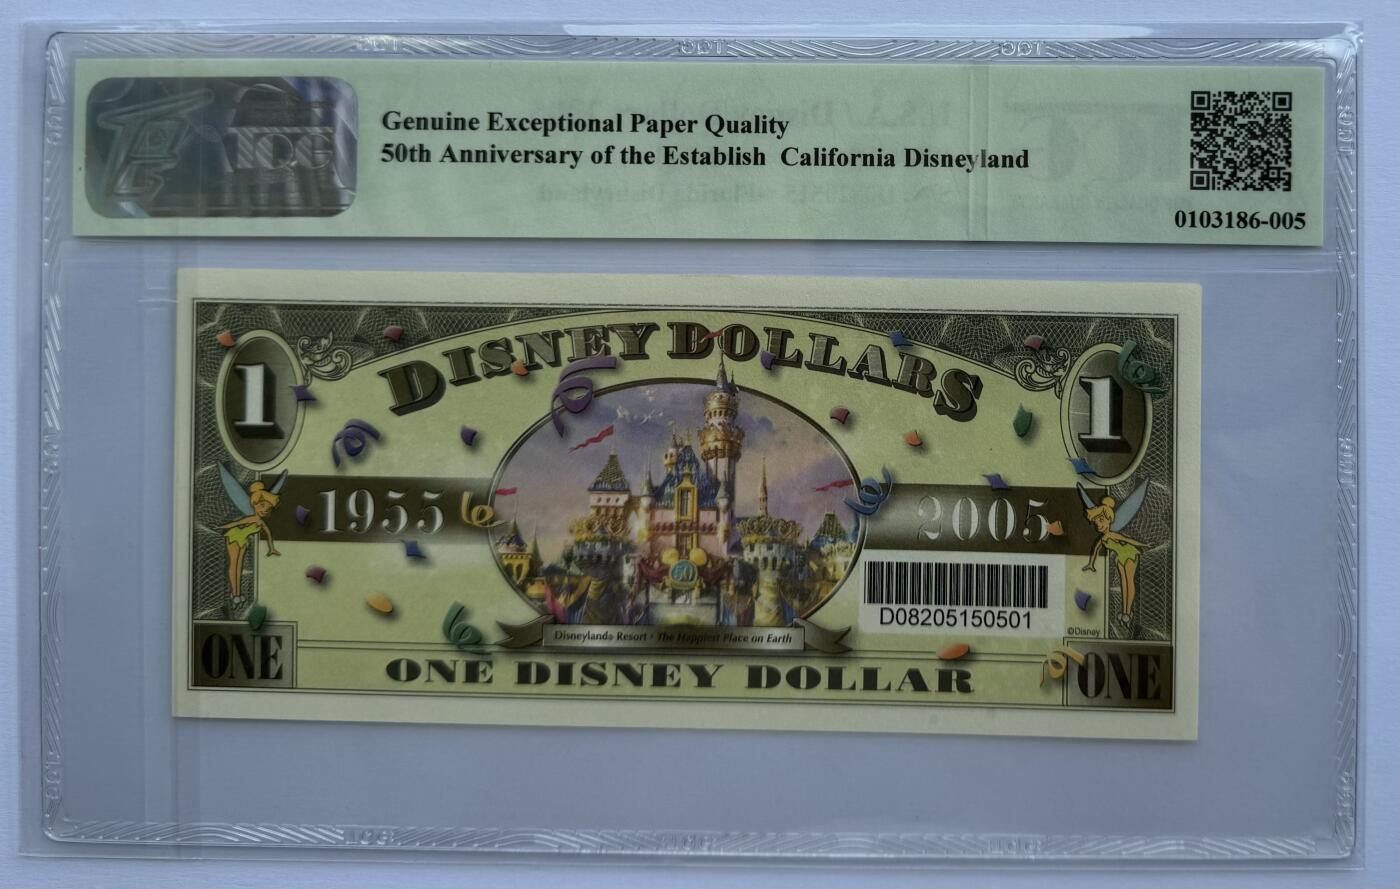 Genuine Exceptional Paper Quality
50th Anniversary of the Establish California Disneyland
0103186-005
DISNEY DOLLARS
1
1
1955
2005
50
D08205150501
Disneyland® Resort • The Happiest Place on Earth
©Disney
ONE
ONE DISNEY DOLLAR
ONE